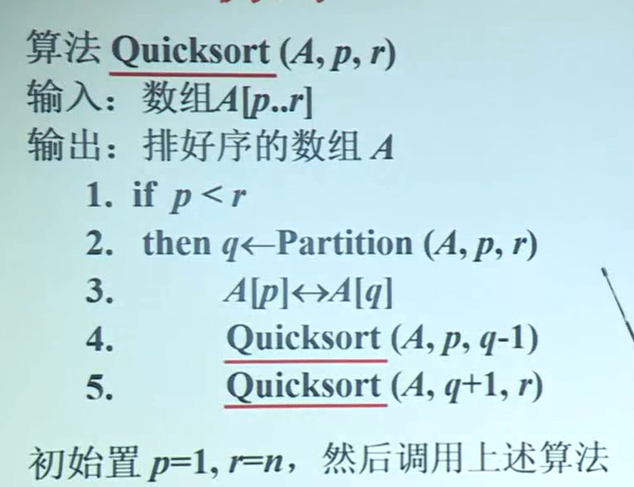 算法 Quicksort (A, p, r)
输入：数组A[p..r]
输出：排好序的数组 A
1. if p < r
2. then q←Partition (A, p, r)
3. A[p]↔A[q]
4. Quicksort (A, p, q-1)
5. Quicksort (A, q+1, r)
初始置 p=1, r=n，然后调用上述算法